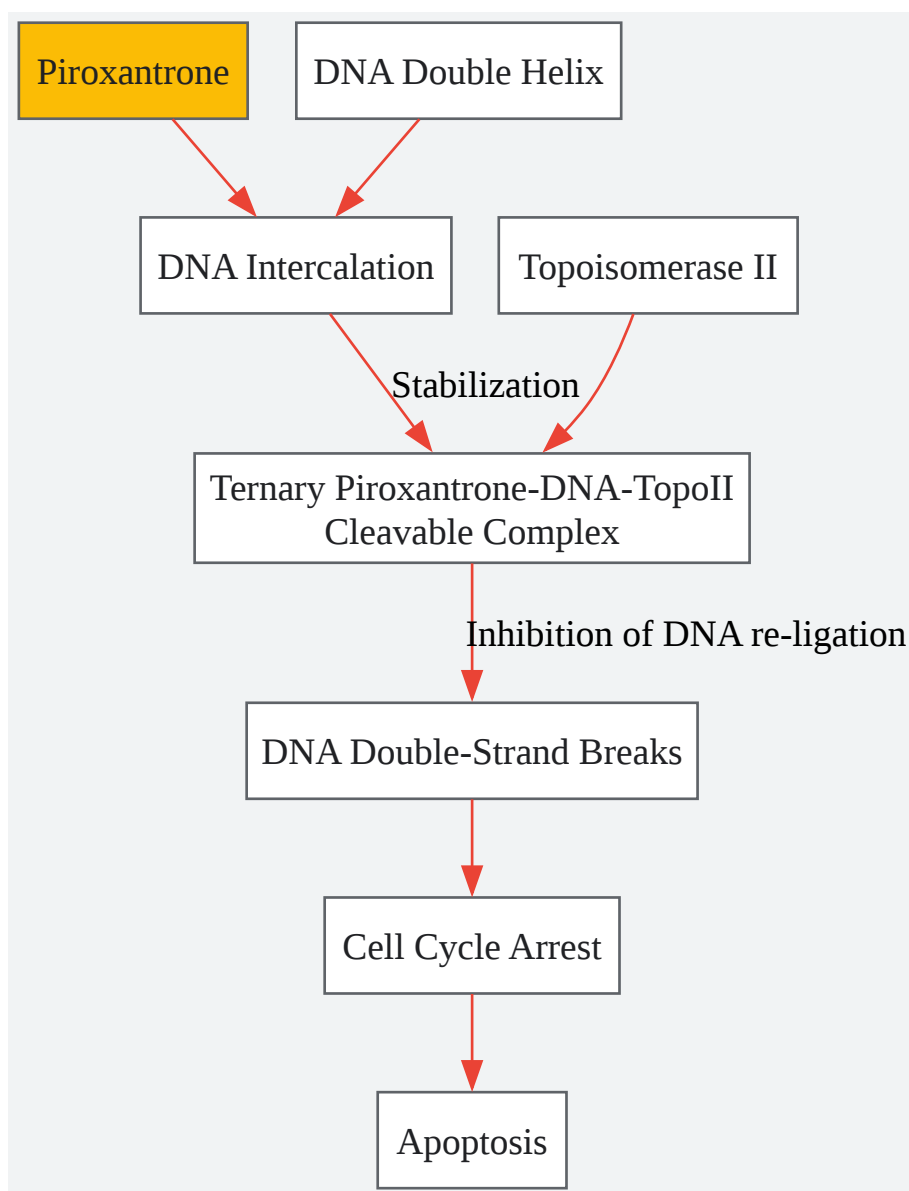 Piroxantrone
DNA Double Helix
DNA Intercalation
Topoisomerase II
Stabilization
Ternary Piroxantrone-DNA-TopoII
Cleavable Complex
Inhibition of DNA re-ligation
DNA Double-Strand Breaks
Cell Cycle Arrest
Apoptosis